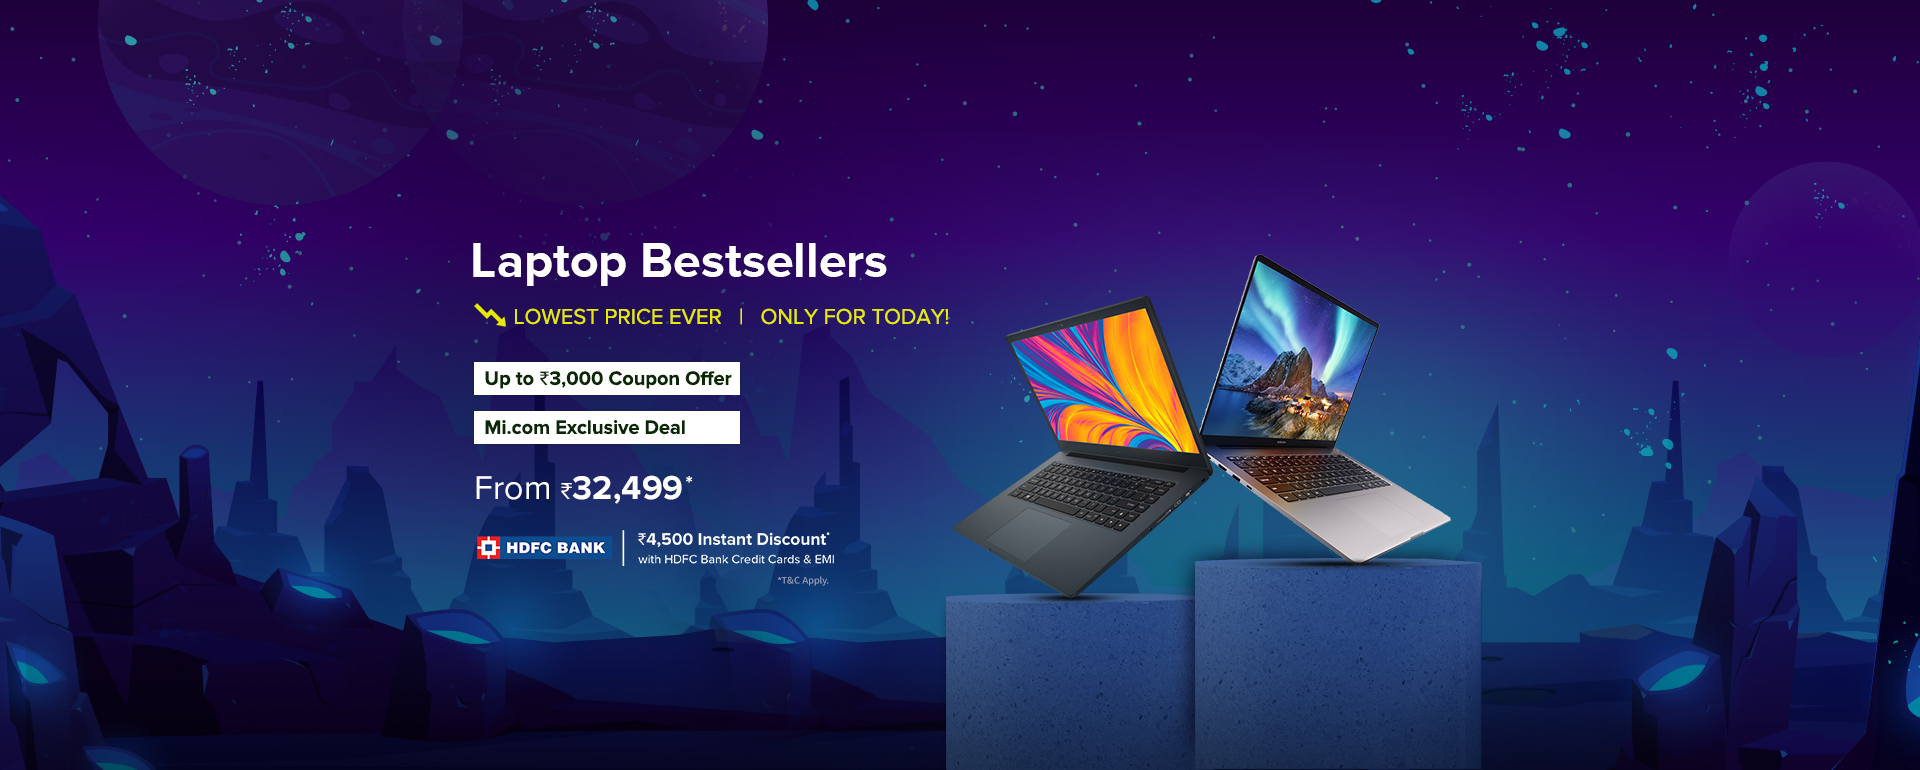 Laptop Bestsellers
LOWEST PRICE EVER | ONLY FOR TODAY!
Up to ₹3,000 Coupon Offer
Mi.com Exclusive Deal
From ₹32,499*
HDFC BANK
₹4,500 Instant Discount*
with HDFC Bank Credit Cards & EMI
*T&C Apply.